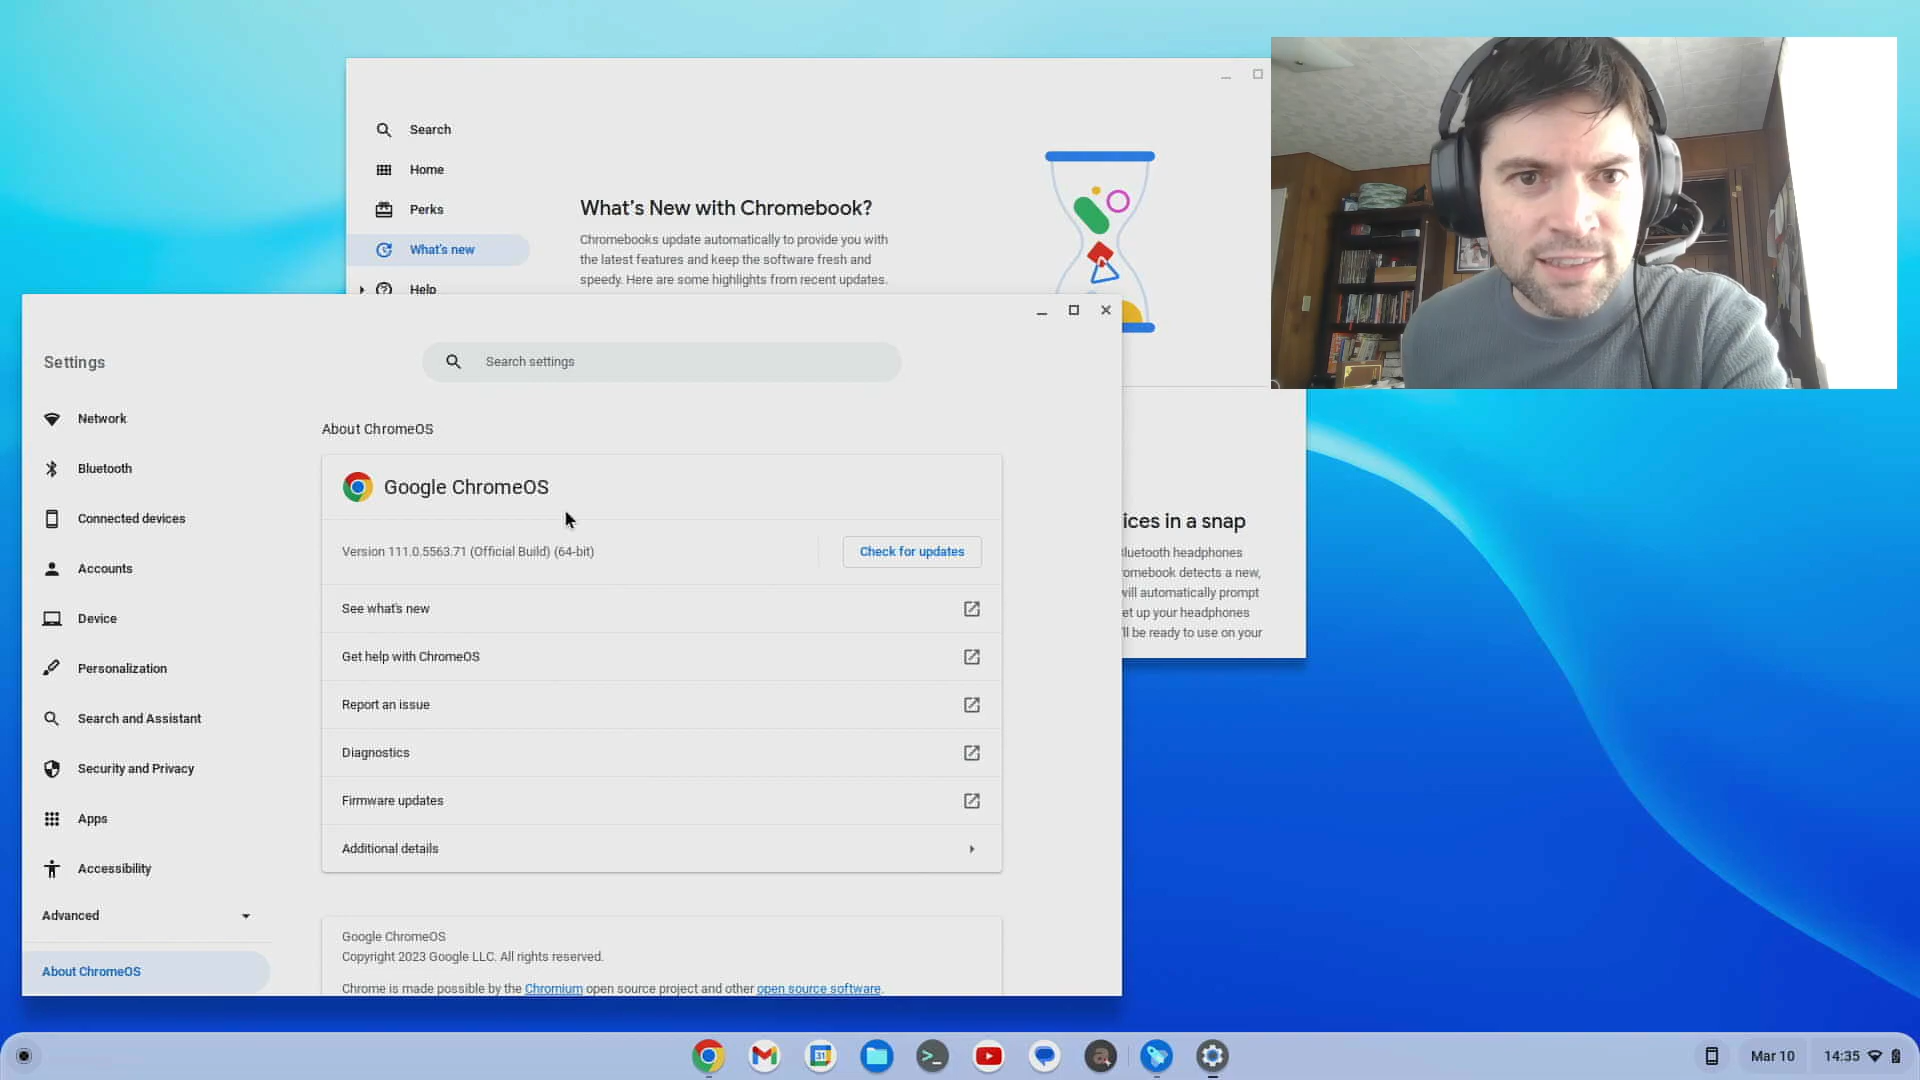 Search
Home
Perks
What's new
Help
What's New with Chromebook?
Chromebooks update automatically to provide you with
the latest features and keep the software fresh and
speedy. Here are some highlights from recent updates.
ices in a snap
luetooth headphones
romebook detects a new,
will automatically prompt
et up your headphones
'll be ready to use on your
Settings
Search settings
Network
Bluetooth
Connected devices
Accounts
Device
Personalization
Search and Assistant
Security and Privacy
Apps
Accessibility
Advanced
About ChromeOS
About ChromeOS
Google ChromeOS
Version 111.0.5563.71 (Official Build) (64-bit)
Check for updates
See what's new
Get help with ChromeOS
Report an issue
Diagnostics
Firmware updates
Additional details
Google ChromeOS
Copyright 2023 Google LLC. All rights reserved.
Chrome is made possible by the Chromium open source project and other open source software.
31
>_
a
Mar 10
14:35